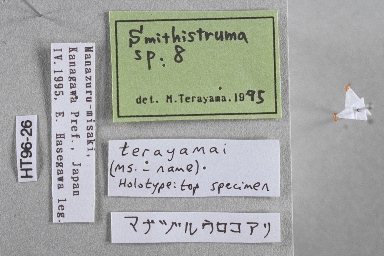 Smithistruma
sp. 8
det. M.Terayama.1995
Manazuru-misaki,
Kanagawa Pref., Japan
IV.1995, E. Hasegawa leg.
HT96-26
terayamai
(ms. name).
Holotype: top specimen
マナヅルウロコアリ